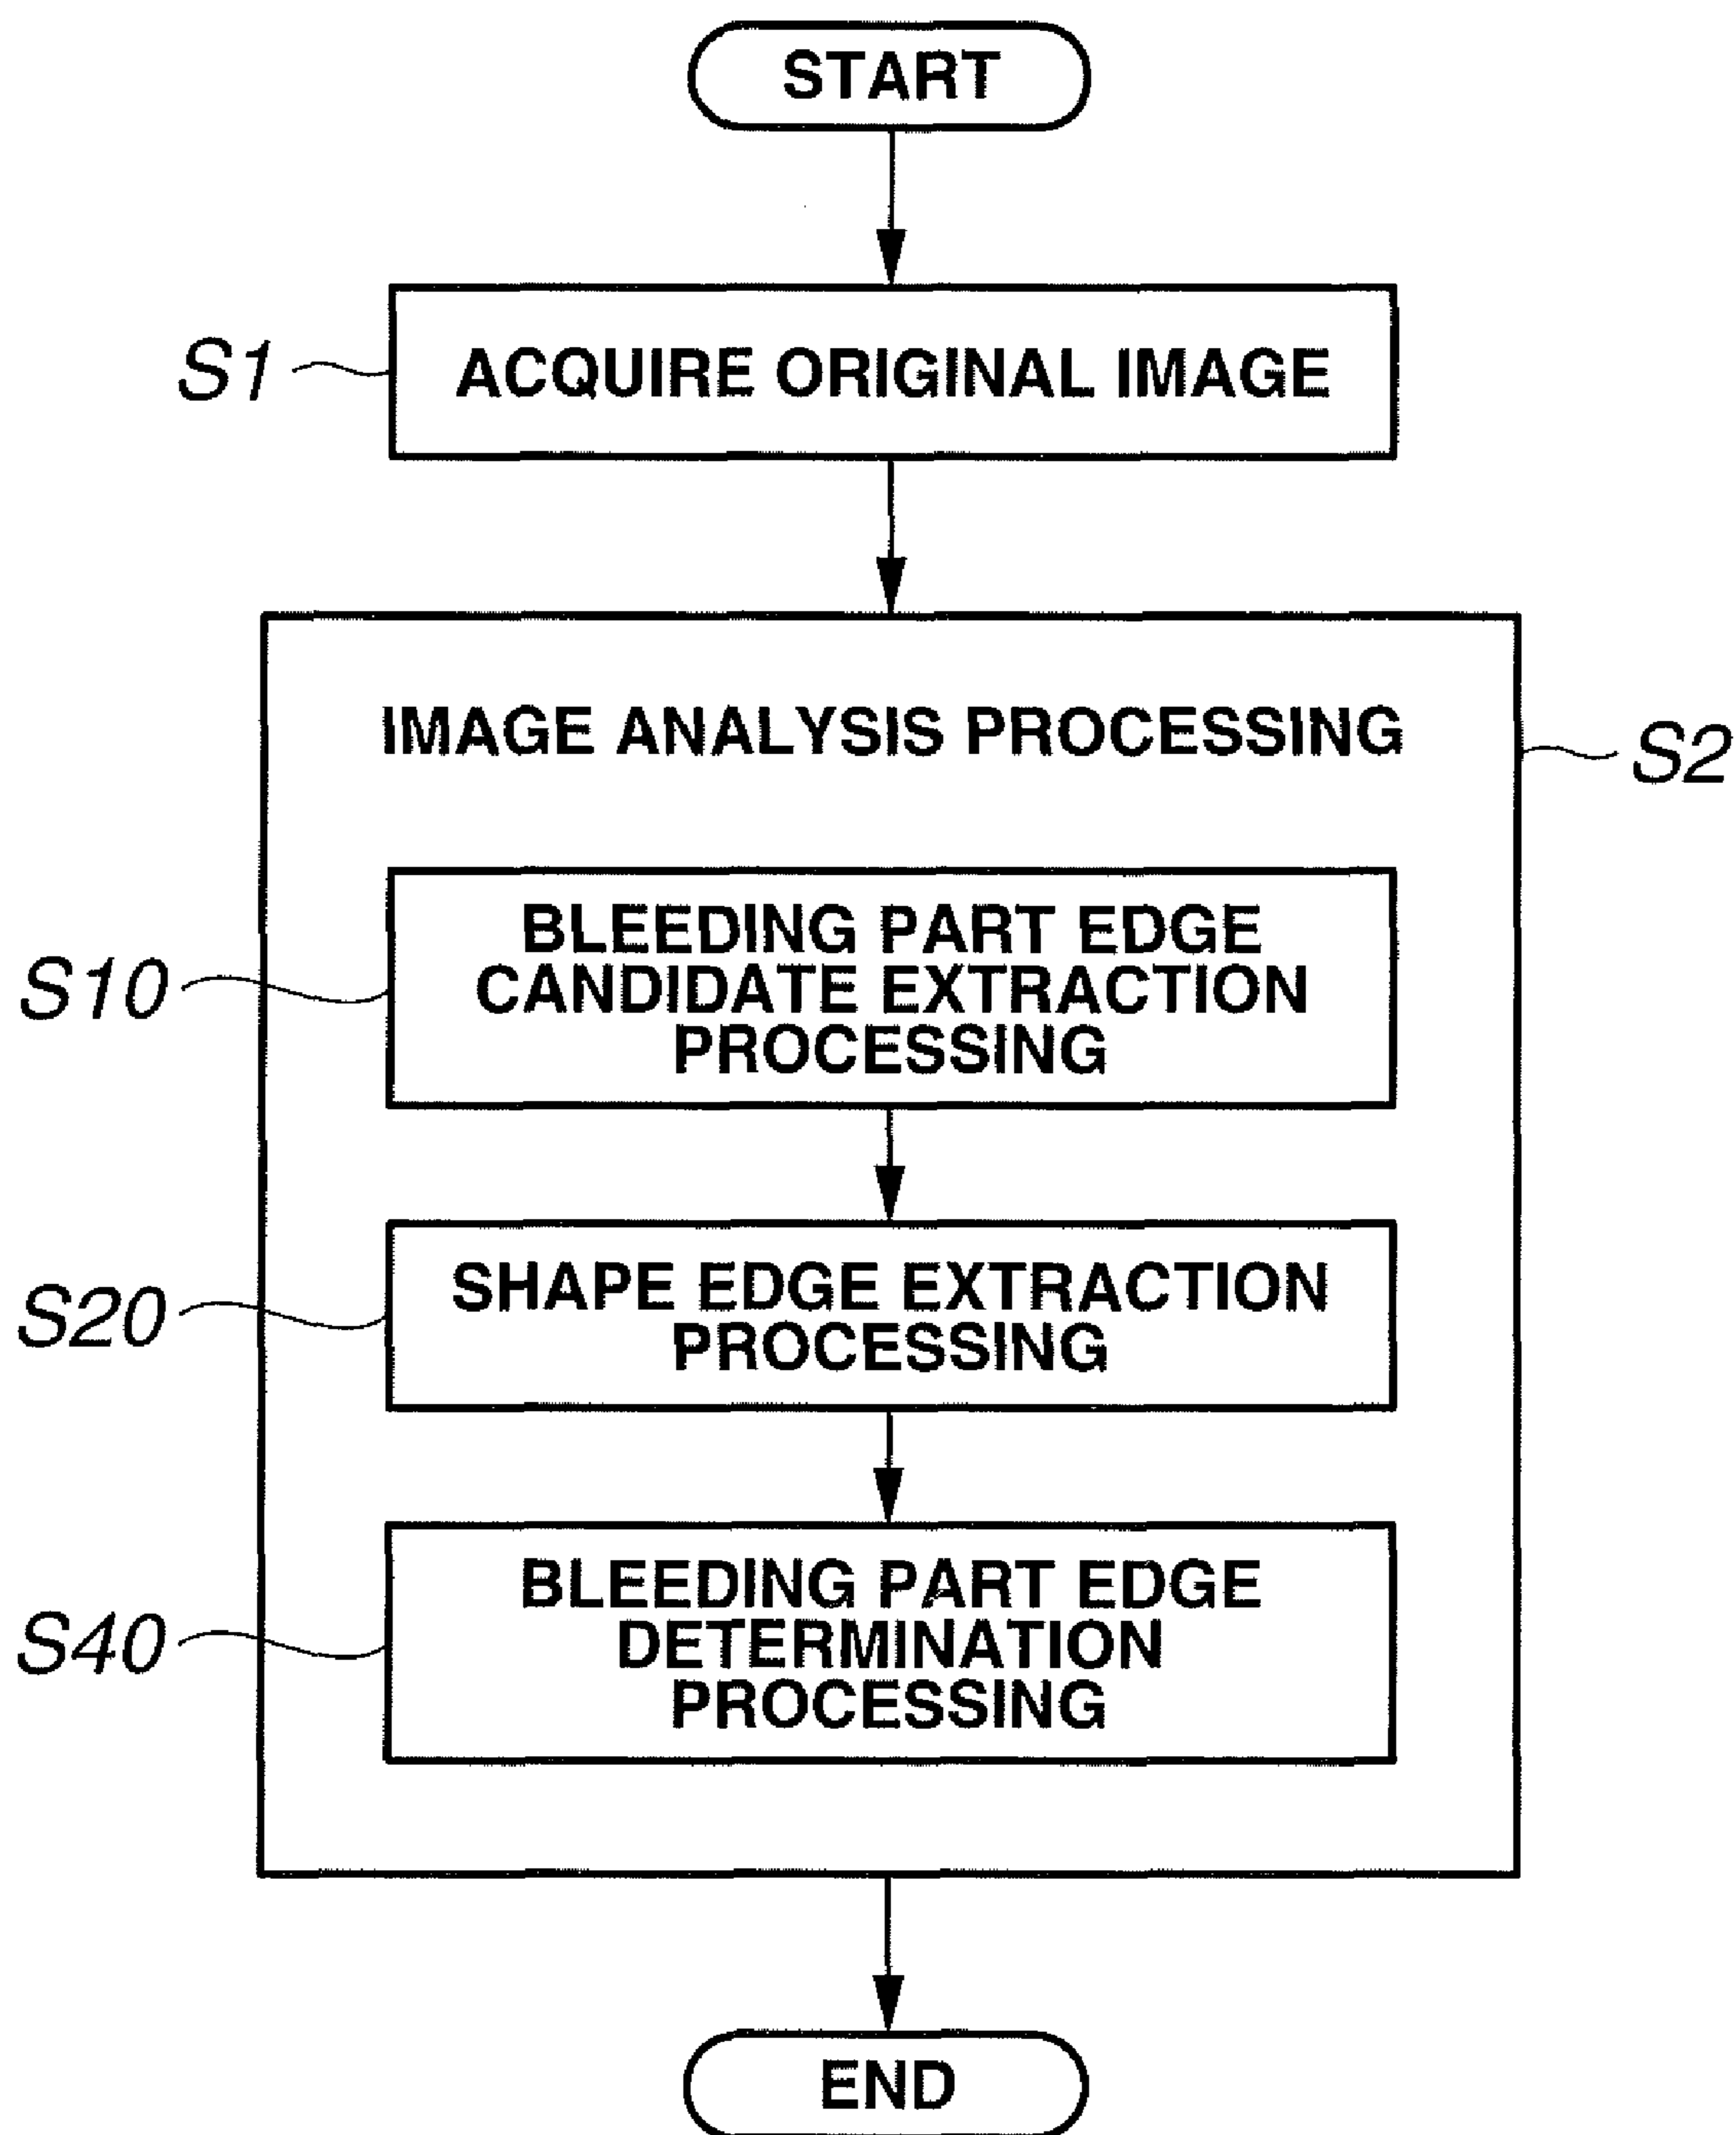 START
S1
ACQUIRE ORIGINAL IMAGE
IMAGE ANALYSIS PROCESSING
S2
S10
BLEEDING PART EDGE
CANDIDATE EXTRACTION
PROCESSING
S20
SHAPE EDGE EXTRACTION
PROCESSING
S40
BLEEDING PART EDGE
DETERMINATION
PROCESSING
END